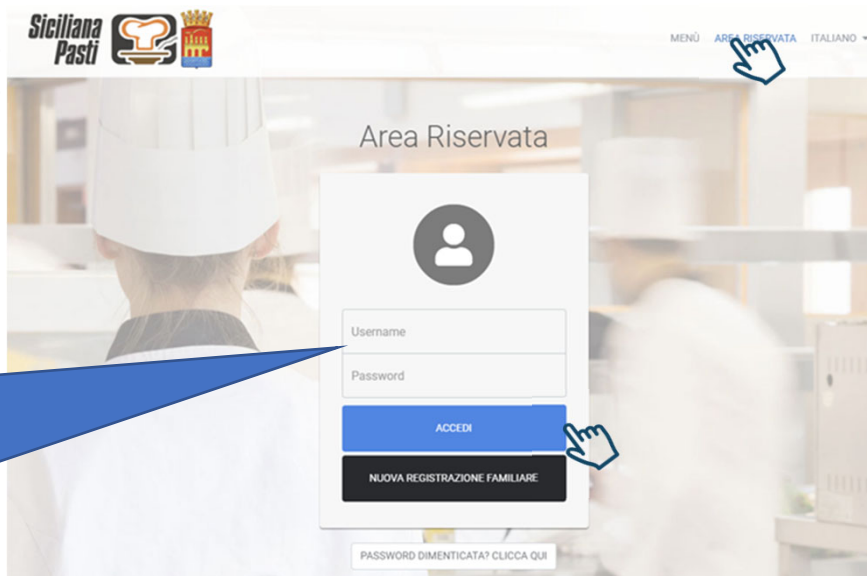 Siciliana
Pasti
MENÙ AREA RISERVATA ITALIANO
Area Riservata
Username
Password
ACCEDI
NUOVA REGISTRAZIONE FAMILIARE
PASSWORD DIMENTICATA? CLICCA QUI